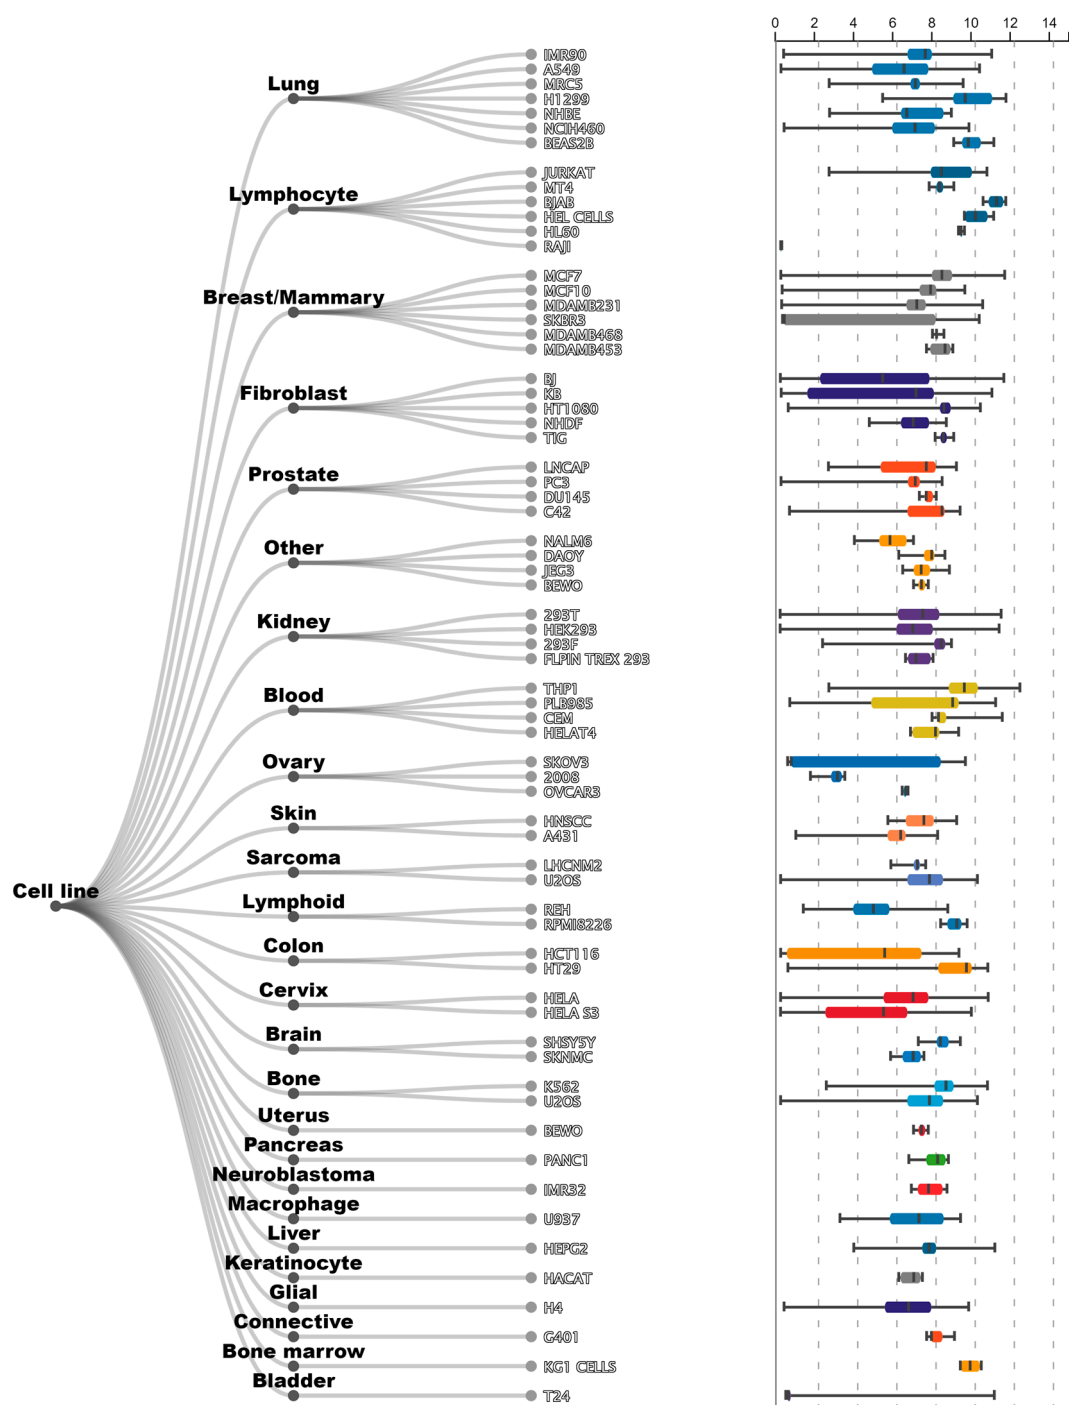 0 2 4 6 8 10 12 14
IMR90
A549
Lung
MRC5
H1299
NHBE
NCIH460
BEAS2B
JURKAT
MT4
Lymphocyte
BJAB
HEL CELLS
HL60
RAJI
MCF7
MCF10
Breast/Mammary
MDAMB231
SKBR3
MDAMB468
MDAMB453
BJ
Fibroblast
KB
HT1080
NHDF
TIG
LNCAP
Prostate
PC3
DU145
C42
NALM6
Other
DAOY
JEG3
BEWO
293T
Kidney
HEK293
293F
FLPIN TREX 293
THP1
Blood
PLB985
CEM
HELAT4
Ovary
SKOV3
2008
OVCAR3
Skin
HNSCC
A431
Sarcoma
LHCNM2
U2OS
Cell line
Lymphoid
REH
RPMI8226
Colon
HCT116
HT29
Cervix
HELA
HELA S3
Brain
SHSY5Y
SKNMC
Bone
K562
U2OS
Uterus
BEWO
Pancreas
PANC1
Neuroblastoma
IMR32
Macrophage
U937
Liver
HEPG2
Keratinocyte
HACAT
Glial
H4
Connective
G401
Bone marrow
KG1 CELLS
Bladder
T24